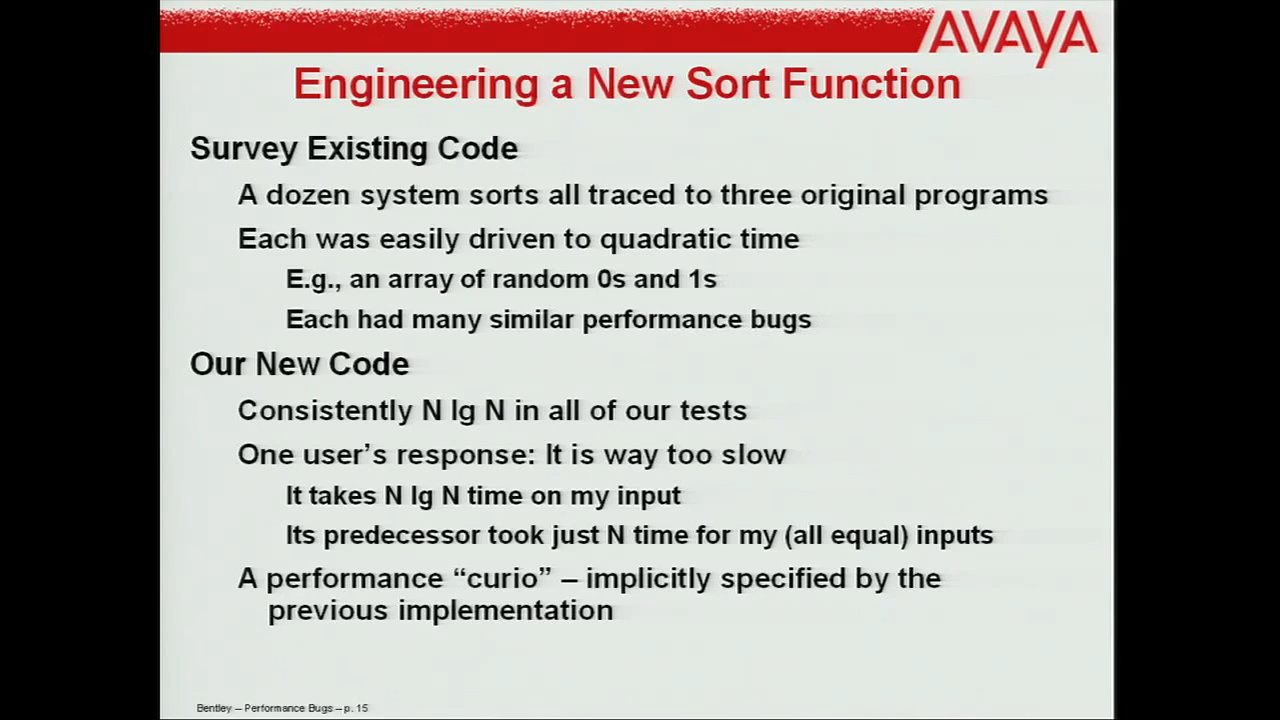 AVAYA
Engineering a New Sort Function
Survey Existing Code
A dozen system sorts all traced to three original programs
Each was easily driven to quadratic time
E.g., an array of random 0s and 1s
Each had many similar performance bugs
Our New Code
Consistently N lg N in all of our tests
One user’s response: It is way too slow
It takes N lg N time on my input
Its predecessor took just N time for my (all equal) inputs
A performance “curio” – implicitly specified by the
previous implementation
Bentley – Performance Bugs – p. 15